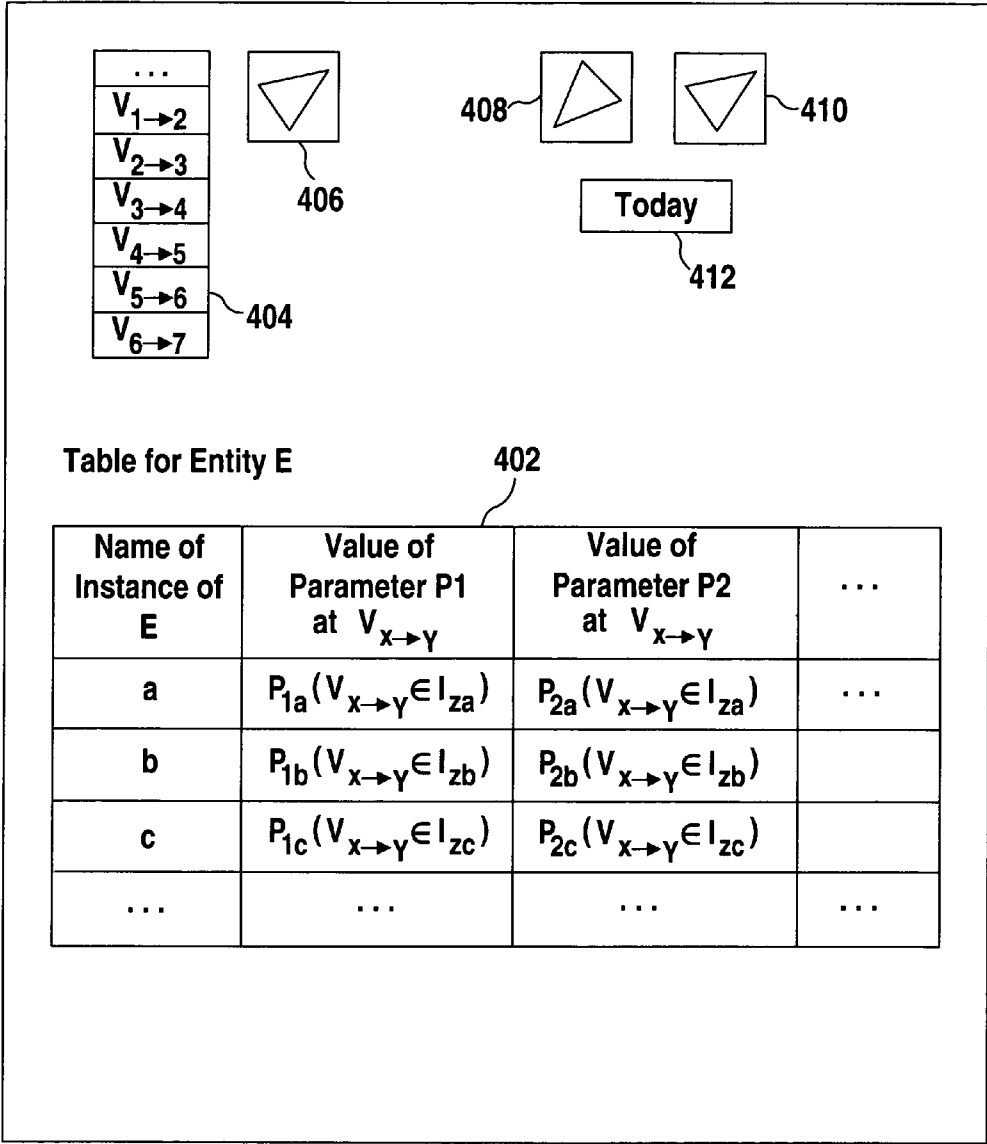 ...
V1→2
V2→3
V3→4
V4→5
V5→6
V6→7
404
406
408
410
Today
412
Table for Entity E
402
Name of Instance of E | Value of Parameter P1 at Vx→Y | Value of Parameter P2 at Vx→Y | ...
a | P1a(Vx→Y∈Iza) | P2a(Vx→Y∈Iza) | ...
b | P1b(Vx→Y∈Izb) | P2b(Vx→Y∈Izb)
c | P1c(Vx→Y∈Izc) | P2c(Vx→Y∈Izc)
... | ... | ... | ...